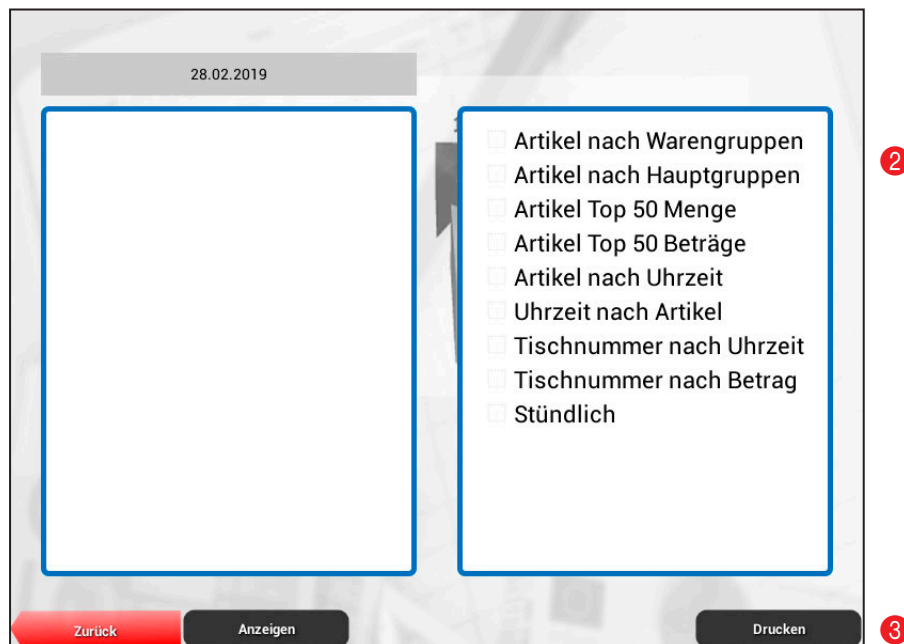 28.02.2019
Artikel nach Warengruppen
Artikel nach Hauptgruppen
Artikel Top 50 Menge
Artikel Top 50 Beträge
Artikel nach Uhrzeit
Uhrzeit nach Artikel
Tischnummer nach Uhrzeit
Tischnummer nach Betrag
Stündlich
2
Zurück
Anzeigen
Drucken
3